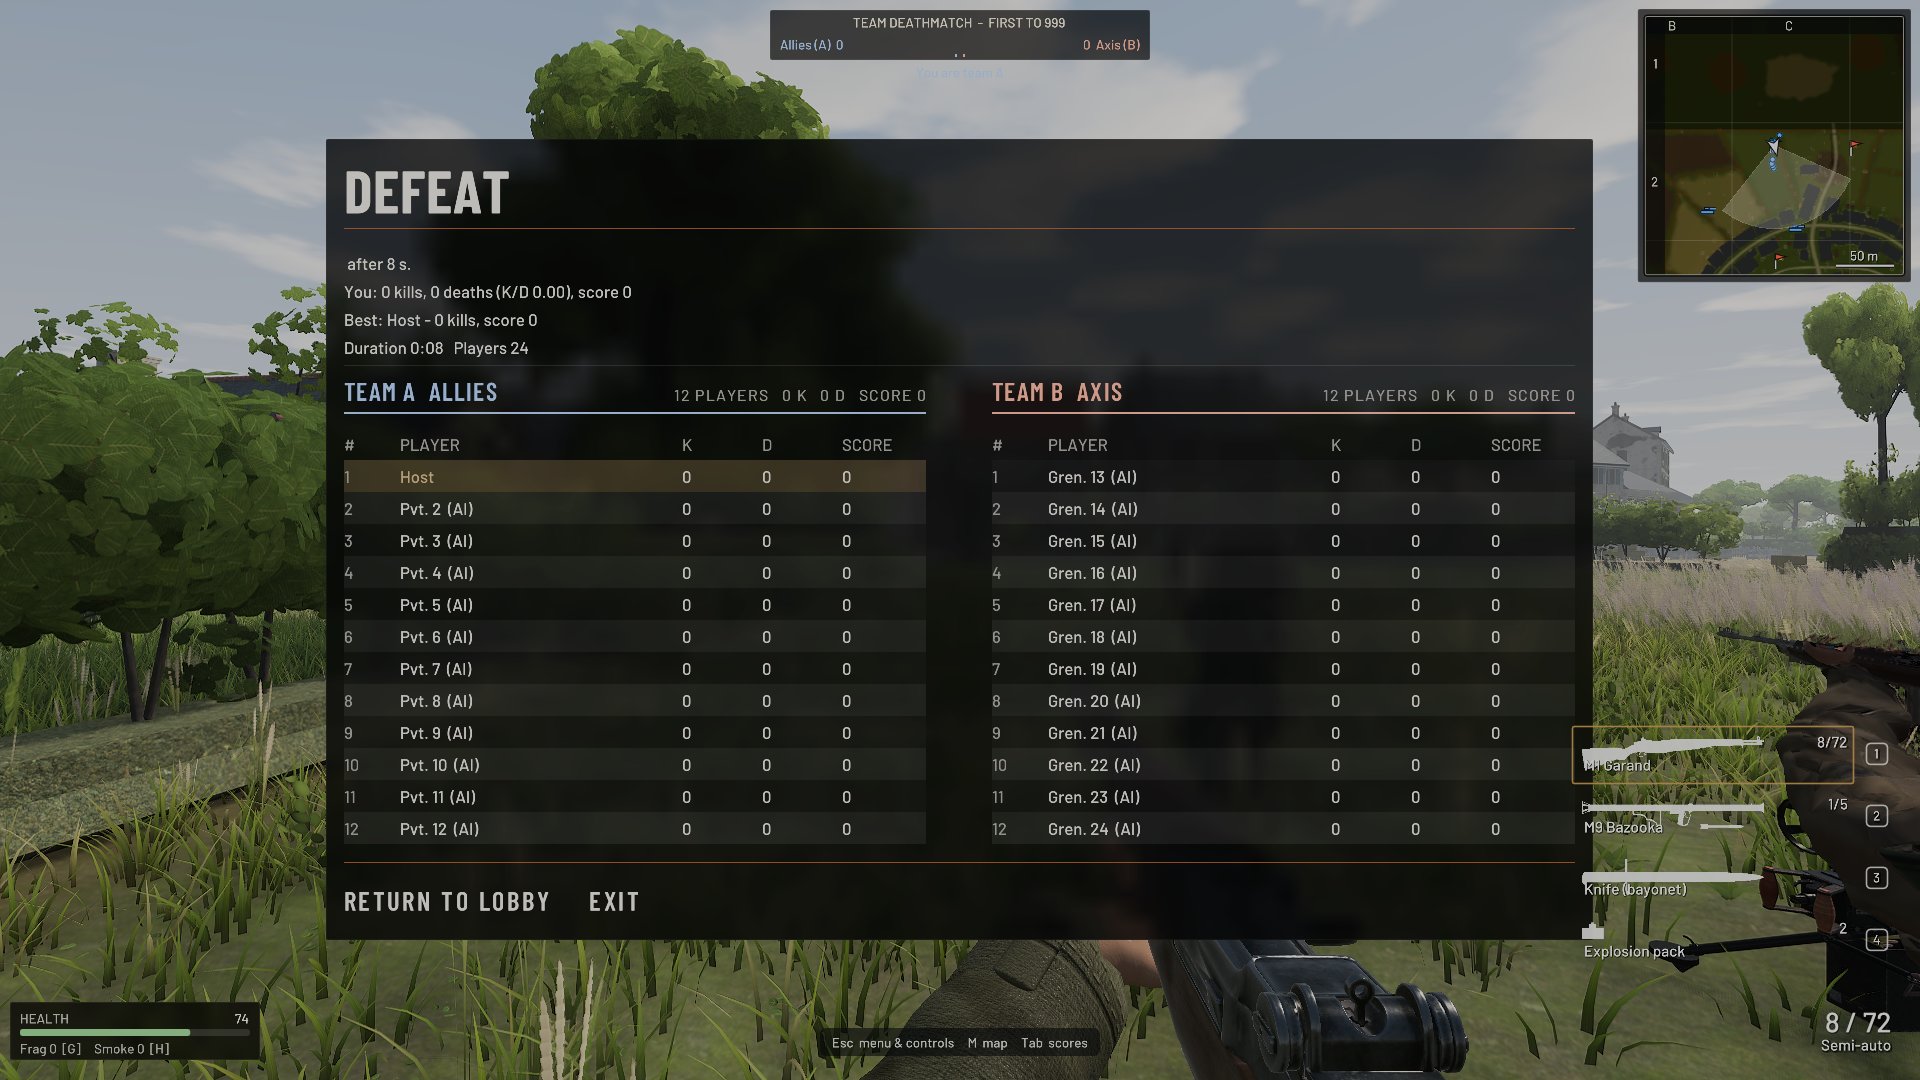 TEAM DEATHMATCH - FIRST TO 999
Allies (A) 0
0 Axis (B)
You are team A
B
C
1
2
50 m
DEFEAT
after 8 s.
You: 0 kills, 0 deaths (K/D 0.00), score 0
Best: Host - 0 kills, score 0
Duration 0:08 Players 24
TEAM A ALLIES
12 PLAYERS 0 K 0 D SCORE 0
# PLAYER K D SCORE
1 Host 0 0 0
2 Pvt. 2 (AI) 0 0 0
3 Pvt. 3 (AI) 0 0 0
4 Pvt. 4 (AI) 0 0 0
5 Pvt. 5 (AI) 0 0 0
6 Pvt. 6 (AI) 0 0 0
7 Pvt. 7 (AI) 0 0 0
8 Pvt. 8 (AI) 0 0 0
9 Pvt. 9 (AI) 0 0 0
10 Pvt. 10 (AI) 0 0 0
11 Pvt. 11 (AI) 0 0 0
12 Pvt. 12 (AI) 0 0 0
TEAM B AXIS
12 PLAYERS 0 K 0 D SCORE 0
# PLAYER K D SCORE
1 Gren. 13 (AI) 0 0 0
2 Gren. 14 (AI) 0 0 0
3 Gren. 15 (AI) 0 0 0
4 Gren. 16 (AI) 0 0 0
5 Gren. 17 (AI) 0 0 0
6 Gren. 18 (AI) 0 0 0
7 Gren. 19 (AI) 0 0 0
8 Gren. 20 (AI) 0 0 0
9 Gren. 21 (AI) 0 0 0
10 Gren. 22 (AI) 0 0 0
11 Gren. 23 (AI) 0 0 0
12 Gren. 24 (AI) 0 0 0
RETURN TO LOBBY EXIT
8/72
M1 Garand
1
1/5
M9 Bazooka
2
Knife (bayonet)
3
2
Explosion pack
4
HEALTH 74
Frag 0 [G] Smoke 0 [H]
Esc menu & controls M map Tab scores
8 / 72
Semi-auto